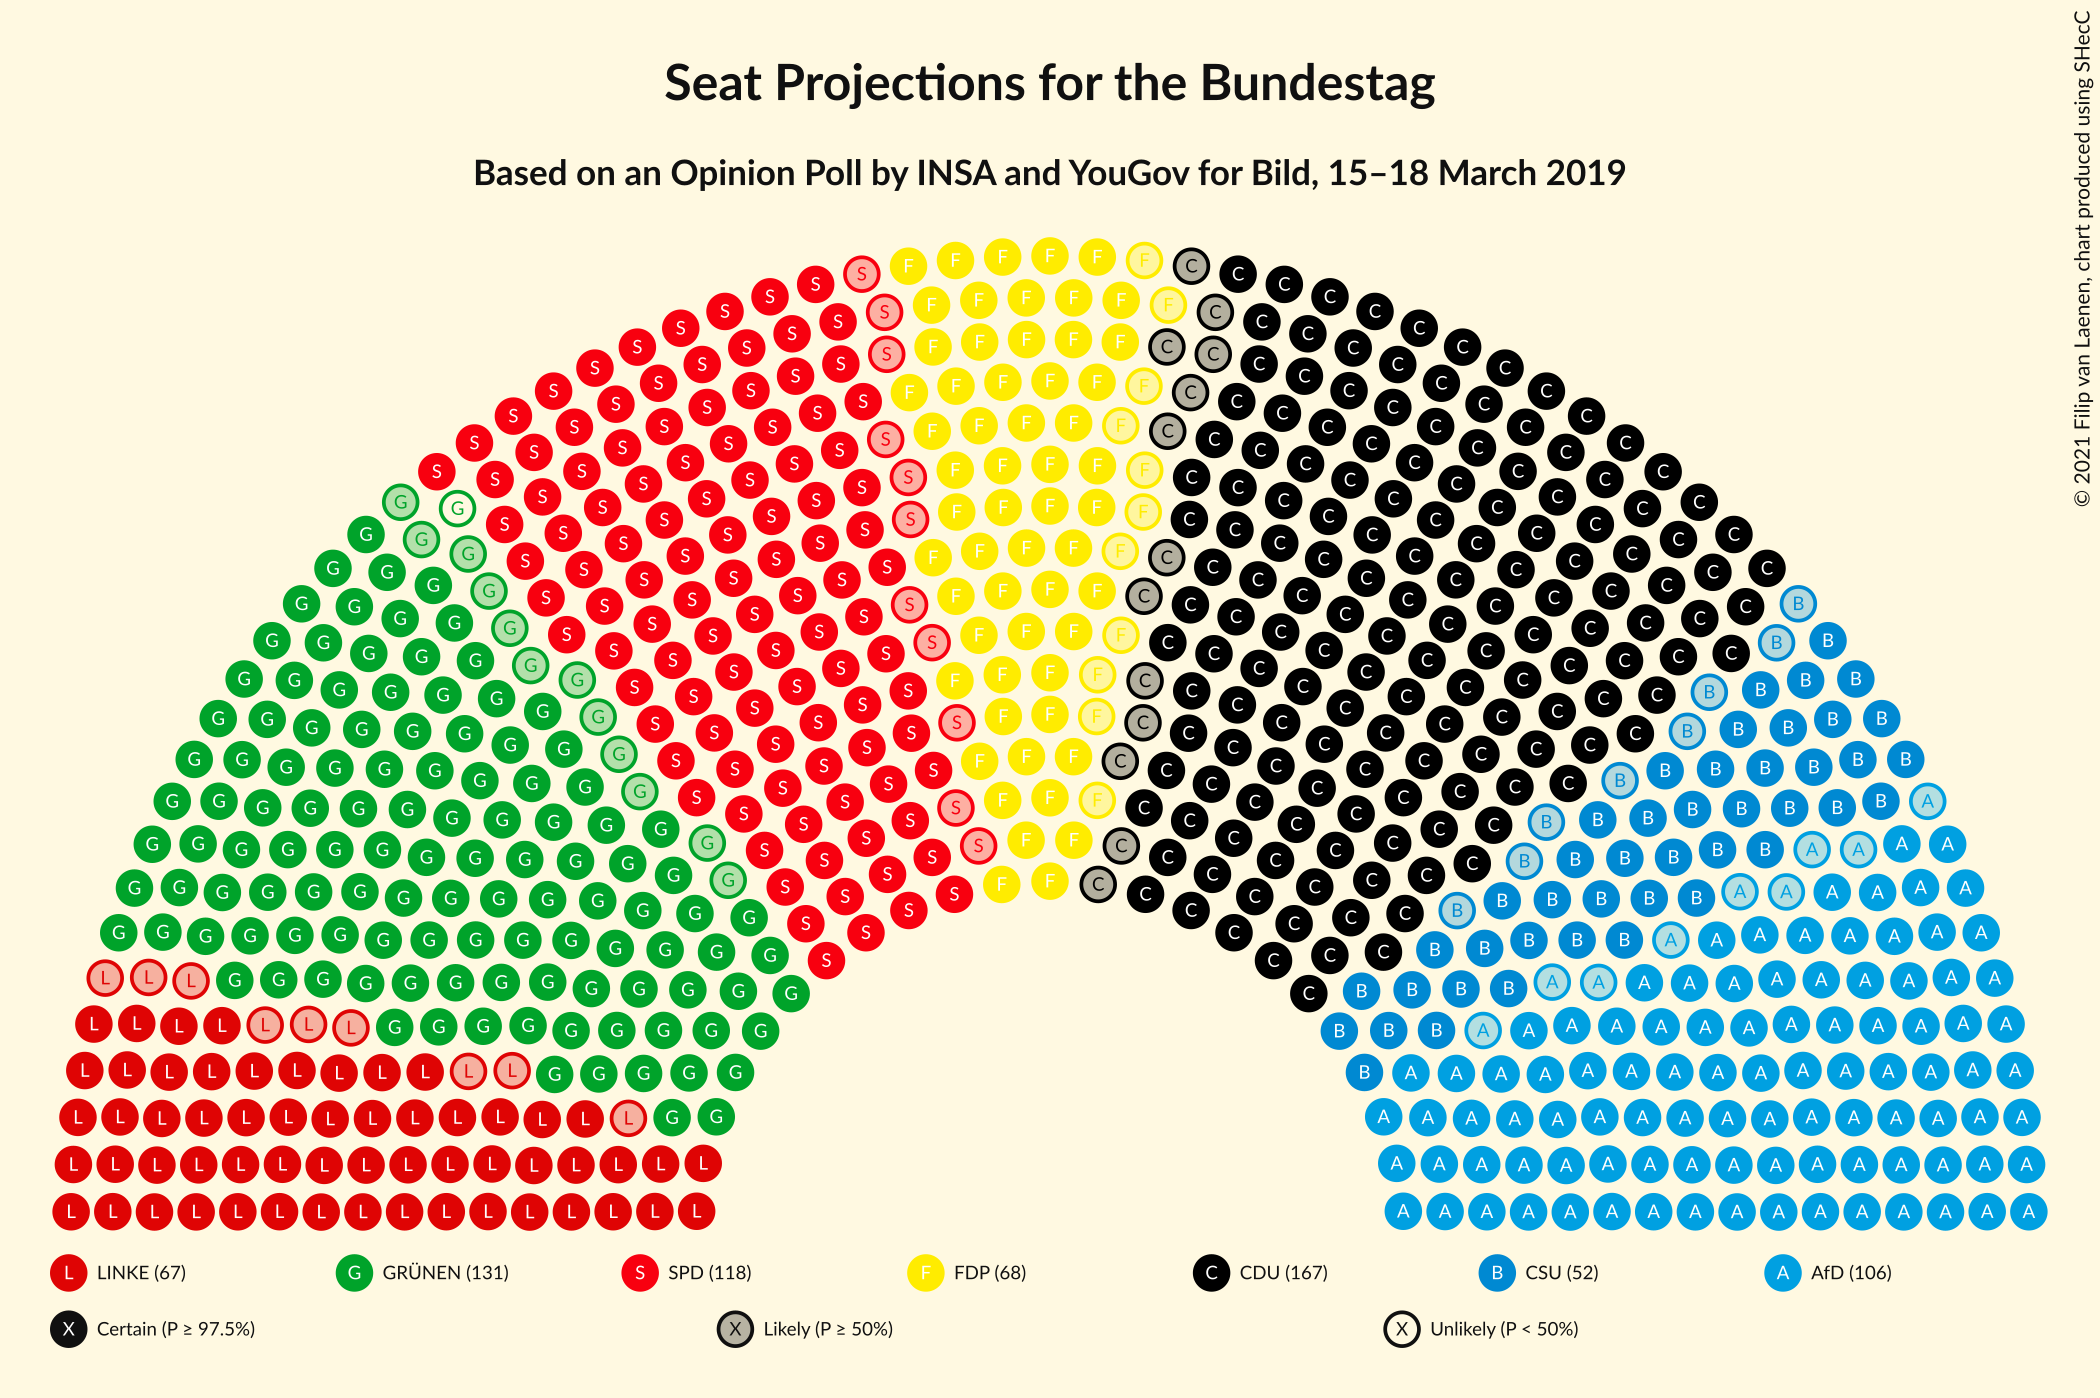 Seat Projections for the Bundestag
Based on an Opinion Poll by INSA and YouGov for Bild, 15–18 March 2019
© 2021 Filip van Laenen, chart produced using SHecC
L LINKE (67) G GRÜNEN (131) S SPD (118) F FDP (68) C CDU (167) B CSU (52) A AfD (106)
X Certain (P ≥ 97.5%) X Likely (P ≥ 50%) X Unlikely (P < 50%)